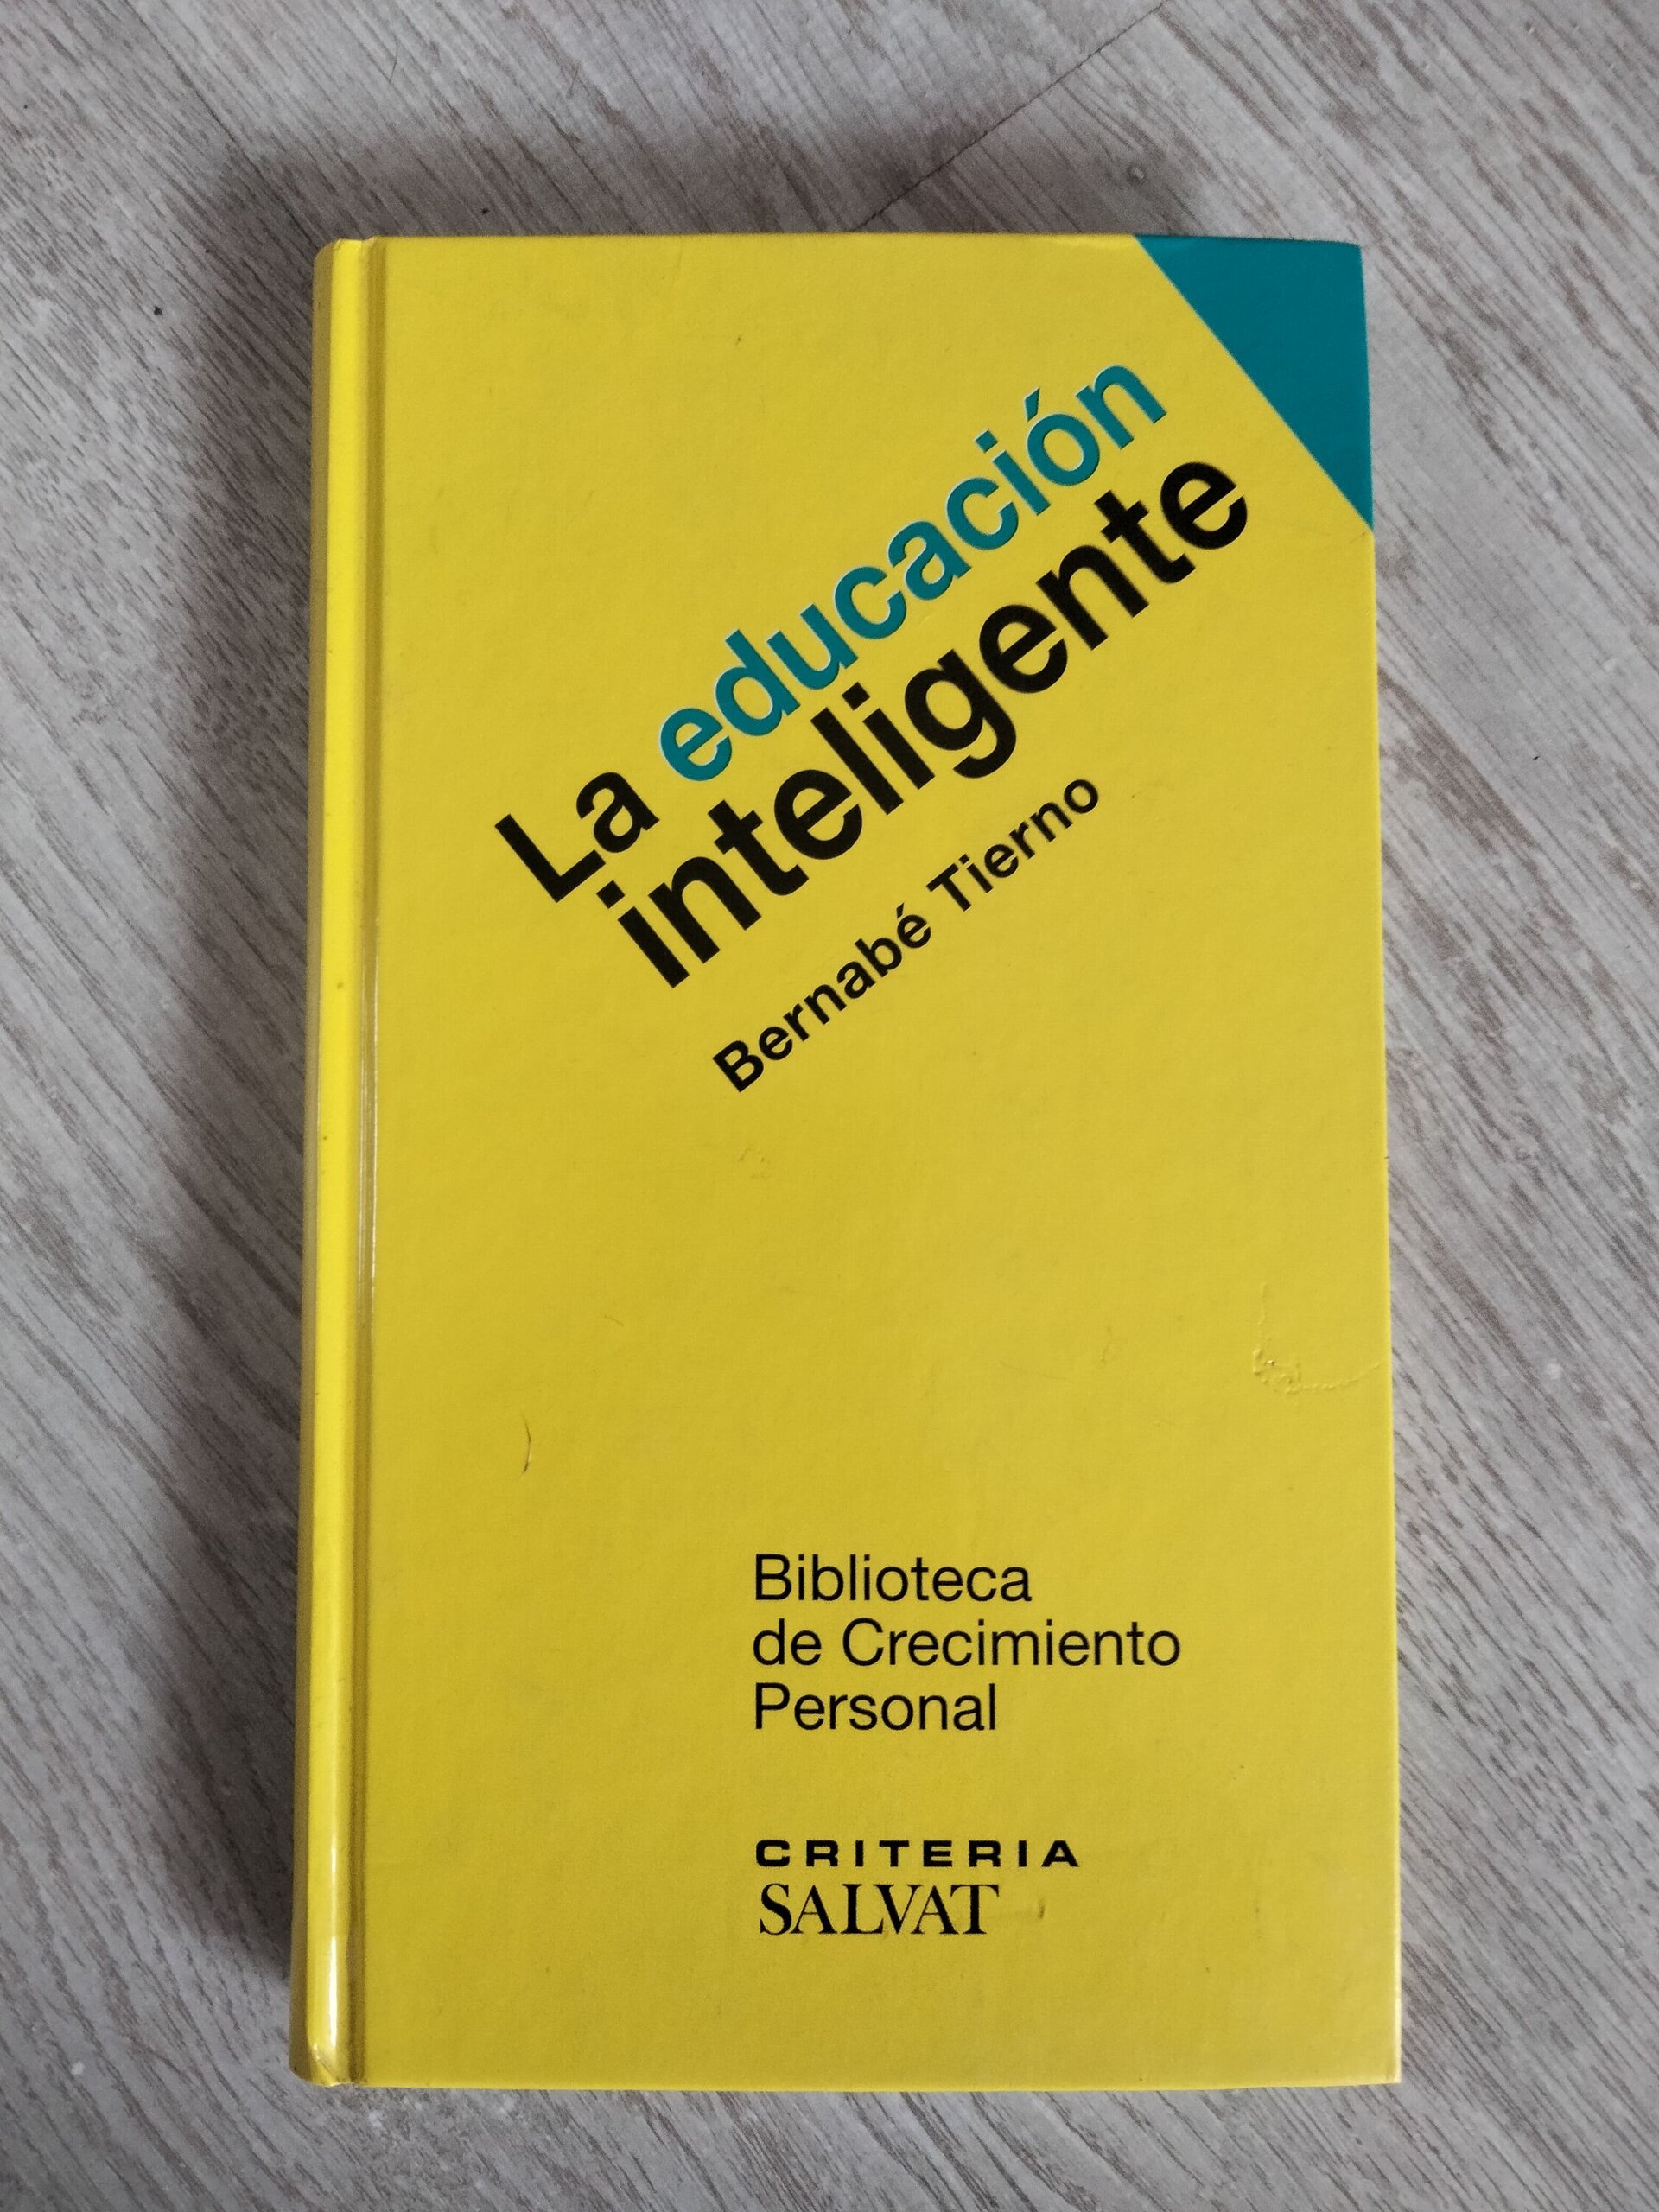 La educación
inteligente
Bernabé Tierno
Biblioteca
de Crecimiento
Personal
CRITERIA
SALVAT